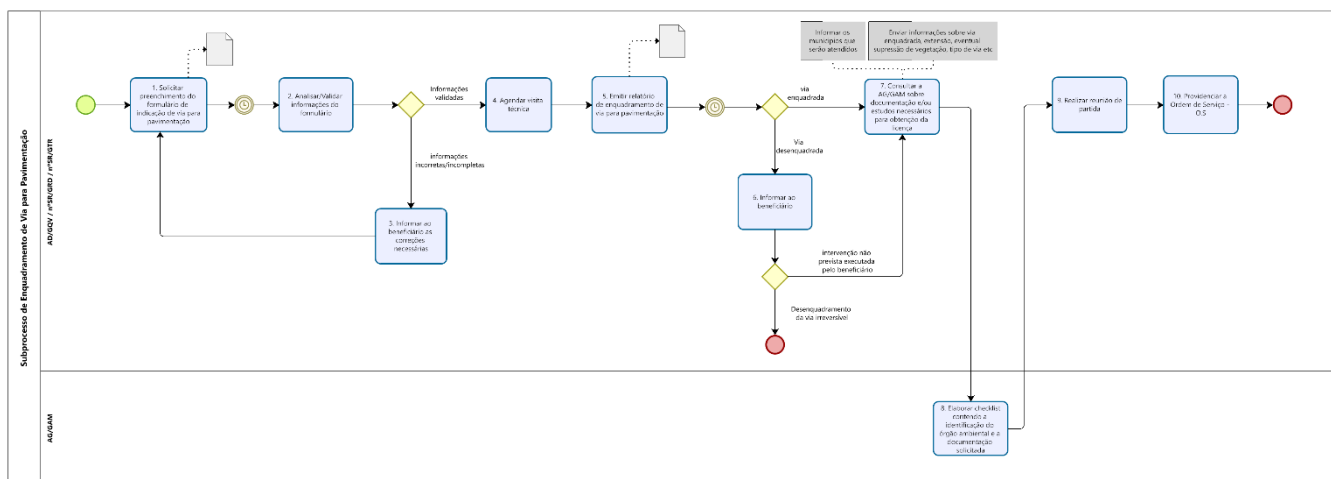 Subprocesso de Enquadramento de Via para Pavimentação
AD/GQV / nªSR/GRD / nªSR/GTR
1. Solicitar
preenchimento do
formulário de
indicação de via para
pavimentação
2. Analisar/Validar
informações do
formulário
Informações
validadas
informações
incorretas/incompletas
3. Informar ao
beneficiário as
correções
necessárias
4. Agendar visita
técnica
5. Emitir relatório
de enquadramento de
via para pavimentação
via
enquadrada
Via
desenquadrada
6. Informar ao
beneficiário
intervenção não
prevista executada
pelo beneficiário
Desenquadramento
da via irreversível
Informar os
municípios que
serão atendidos
Enviar informações sobre via
enquadrada, extensão, eventual
supressão de vegetação, tipo de via etc
7. Consultar a
AG/GAM sobre
documentação e/ou
estudos necessários
para obtenção da
licença
9. Realizar reunião de
partida
10. Providenciar a
Ordem de Serviço -
O.S
AG/GAM
8. Elaborar checklist
contendo a
identificação do
órgão ambiental e a
documentação
solicitada